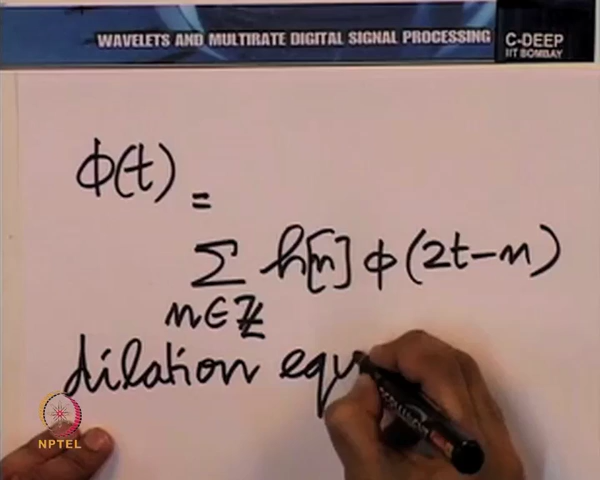 WAVELETS AND MULTIRATE DIGITAL SIGNAL PROCESSING
C-DEEP
IIT BOMBAY
ϕ(t) =
∑ h[n] ϕ(2t-n)
n∈ℤ
dilation equ
NPTEL